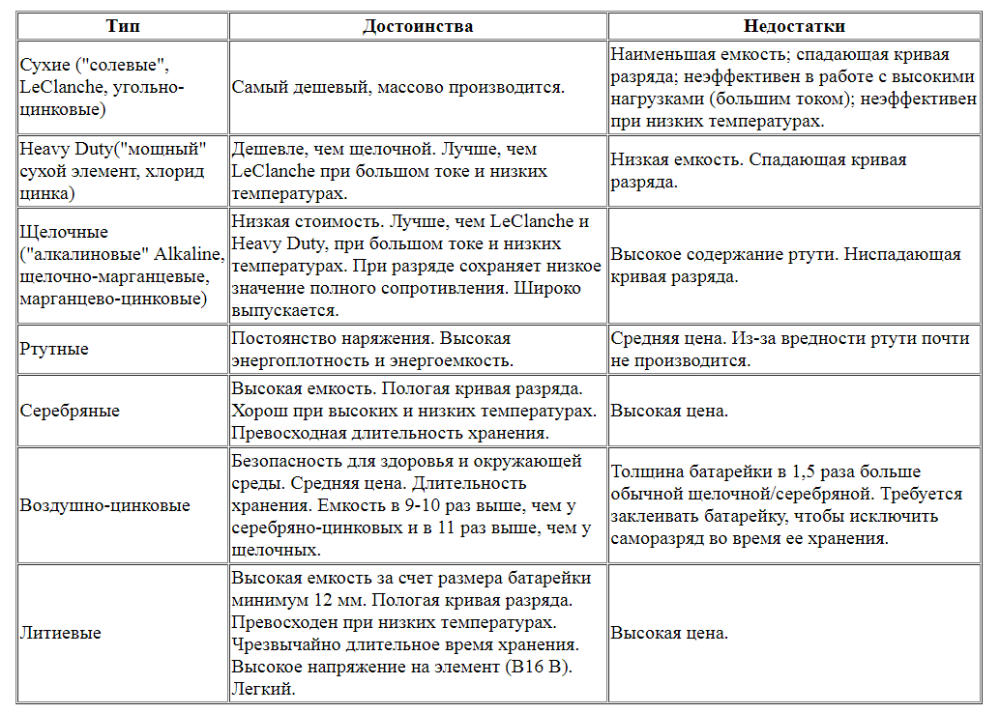 Тип
Достоинства
Недостатки
Сухие ("солевые",
LeClanche, угольно-
цинковые)
Самый дешевый, массово производится.
Наименьшая емкость; спадающая кривая
разряда; неэффективен в работе с высокими
нагрузками (большим током); неэффективен
при низких температурах.
Heavy Duty("мощный"
сухой элемент, хлорид
цинка)
Дешевле, чем щелочной. Лучше, чем
LeClanche при большом токе и низких
температурах.
Низкая емкость. Спадающая кривая
разряда.
Щелочные
("алкалиновые" Alkaline,
щелочно-марганцевые,
марганцево-цинковые)
Низкая стоимость. Лучше, чем LeClanche и
Heavy Duty, при большом токе и низких
температурах. При разряде сохраняет низкое
значение полного сопротивления. Широко
выпускается.
Высокое содержание ртути. Ниспадающая
кривая разряда.
Ртутные
Постоянство наряжения. Высокая
энергоплотность и энергоемкость.
Средняя цена. Из-за вредности ртути почти
не производится.
Серебряные
Высокая емкость. Пологая кривая разряда.
Хорош при высоких и низких температурах.
Превосходная длительность хранения.
Высокая цена.
Воздушно-цинковые
Безопасность для здоровья и окружающей
среды. Средняя цена. Длительность
хранения. Емкость в 9-10 раз выше, чем у
серебряно-цинковых и в 11 раз выше, чем у
щелочных.
Толщина батарейки в 1,5 раза больше
обычной щелочной/серебряной. Требуется
заклеивать батарейку, чтобы исключить
саморазряд во время ее хранения.
Литиевые
Высокая емкость за счет размера батарейки
минимум 12 мм. Пологая кривая разряда.
Превосходен при низких температурах.
Чрезвычайно длительное время хранения.
Высокое напряжение на элемент (В16 В).
Легкий.
Высокая цена.